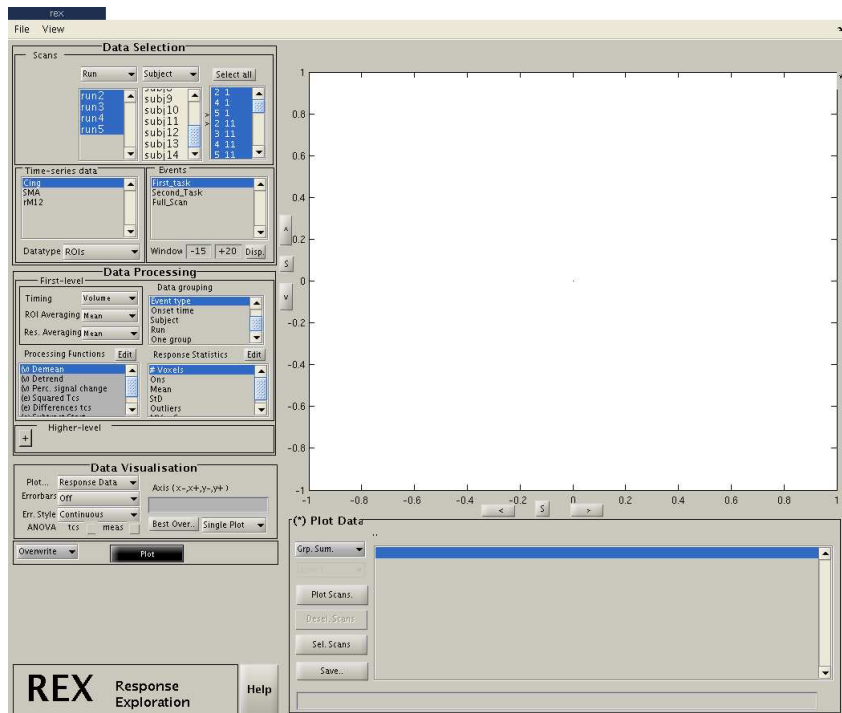 rex
File View
Data Selection
Scans
Run Subject Select all
run2
run3
run4
run5
subj9
subj10
subj11
subj12
subj13
subj14
>
>
2 1
4 1
5 1
2 11
3 11
4 11
5 11
Time-series data
Cing
SMA
rM12
Datatype ROIs
Events
First_task
Second_Task
Full_Scan
Window -15 +20 Disp.
Data Processing
First-level
Timing Volume
ROI Averaging Mean
Res. Averaging Mean
Data grouping
Event type
Onset time
Subject
Run
One group
Processing Functions Edit
(v) Demean
(v) Detrend
(v) Perc. signal change
(e) Squared Tcs
(e) Differences tcs
Response Statistics Edit
# Voxels
Ons
Mean
StD
Outliers
Higher-level
+
Data Visualisation
Plot... Response Data
Errorbars Off
Err. Style Continuous
ANOVA tcs meas
Axis (x-,x+,y-,y+)
Best Over.. Single Plot
Overwrite Plot
REX Response
Exploration
Help
^
S
v
1
0.8
0.6
0.4
0.2
0
-0.2
-0.4
-0.6
-0.8
-1
-1 -0.8 -0.6 -0.4 -0.2 0 0.2 0.4 0.6 0.8 1
< S >
(*) Plot Data
..
Grp. Sum.
Plot Scans.
Desel. Scans
Sel. Scans
Save..